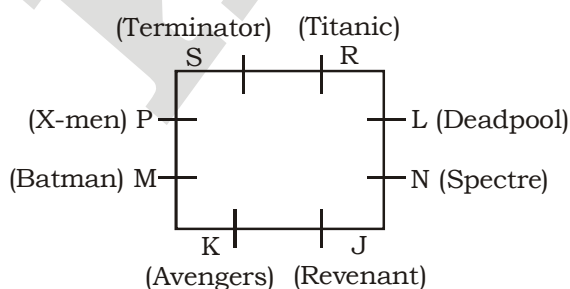 (Terminator) (Titanic)
S R
(X-men) P L (Deadpool)
(Batman) M N (Spectre)
K J
(Avengers) (Revenant)